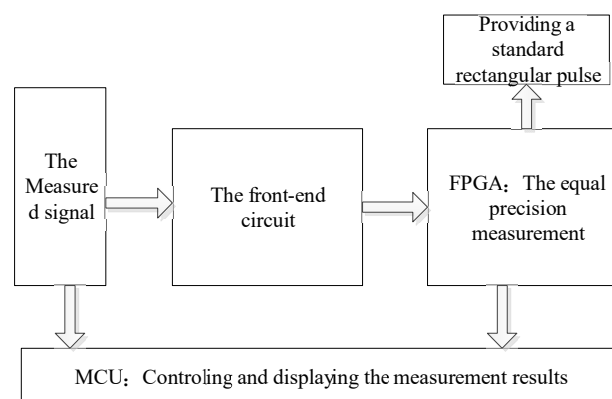 Providing a
standard
rectangular pulse
The
Measure
d signal
The front-end
circuit
FPGA：The equal
precision
measurement
MCU：Controling and displaying the measurement results